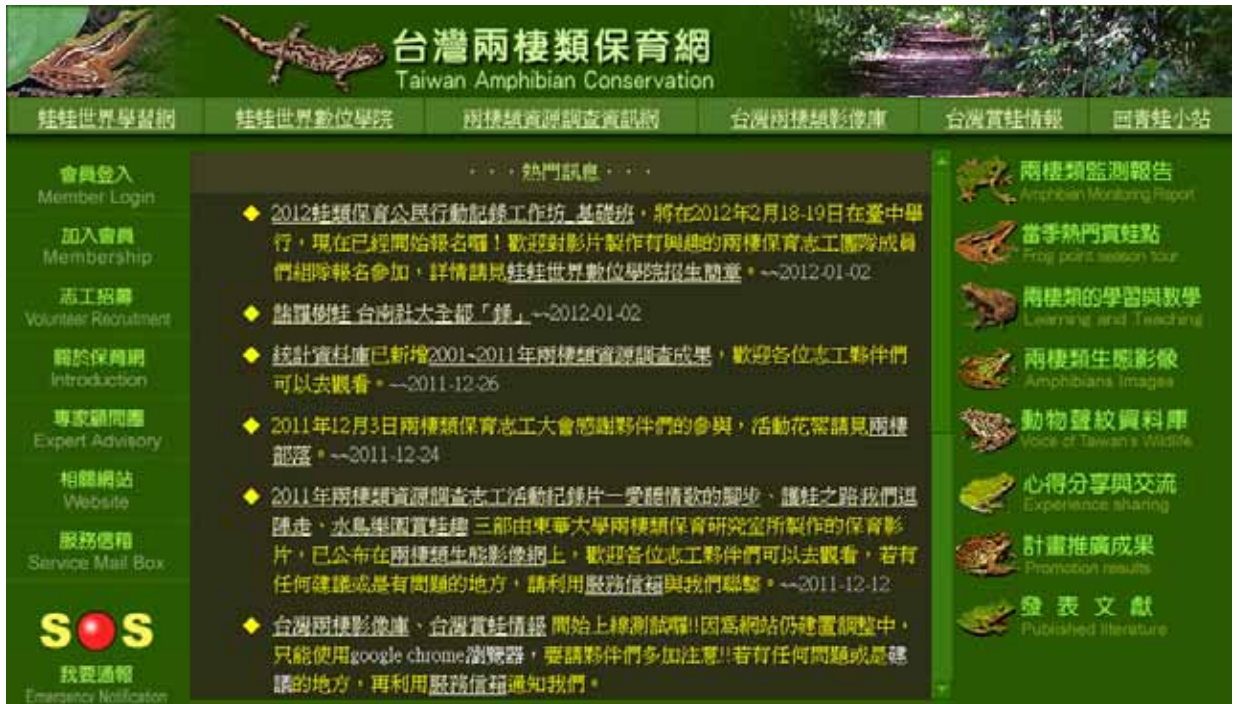 台灣兩棲類保育網
Taiwan Amphibian Conservation
蛙蛙世界學習網 蛙蛙世界數位學院 兩棲類資源調查資訊網 台灣兩棲類影像庫 台灣賞蛙情報 回青蛙小站
會員登入
Member Login
加入會員
Membership
志工招募
Volunteer Recruitment
關於保育網
Introduction
專家顧問團
Expert Advisory
相關網站
Website
服務信箱
Service Mail Box
SOS
我要通報
Emergency Notification
・・・熱門訊息・・・
2012蛙類保育公民行動記錄工作坊_基礎班，將在2012年2月18-19日在臺中舉
行，現在已經開始報名囉！歡迎對影片製作有興趣的兩棲保育志工團隊成員
們組隊報名參加，詳情請見蛙蛙世界數位學院招生簡章。~~2012-01-02
諸羅樹蛙 台南社大全都「錄」~~2012-01-02
統計資料庫已新增2001~2011年兩棲類資源調查成果，歡迎各位志工夥伴們
可以去觀看。~~2011-12-26
2011年12月3日兩棲類保育志工大會感謝夥伴們的參與，活動花絮請見兩棲
部落。~~2011-12-24
2011年兩棲類資源調查志工活動紀錄片—愛聽情歌的腳步、護蛙之路我們逗
陣走、水鳥樂園賞蛙趣 三部由東華大學兩棲類保育研究室所製作的保育影
片，已公布在兩棲類生態影像網上，歡迎各位志工夥伴們可以去觀看，若有
任何建議或是有問題的地方，請利用服務信箱與我們聯繫。~~2011-12-12
台灣兩棲影像庫、台灣賞蛙情報 開始上線測試囉!!因為網站仍建置調整中，
只能使用google chrome瀏覽器，要請夥伴們多加注意!!若有任何問題或是建
議的地方，再利用服務信箱通知我們。
兩棲類監測報告
Amphibian Monitoring Report
當季熱門賞蛙點
Frog point season tour
兩棲類的學習與教學
Learning and Teaching
兩棲類生態影像
Amphibians Images
動物聲紋資料庫
Voice of Taiwan's Wildlife
心得分享與交流
Experience sharing
計畫推廣成果
Promotion results
發表文獻
Published literature